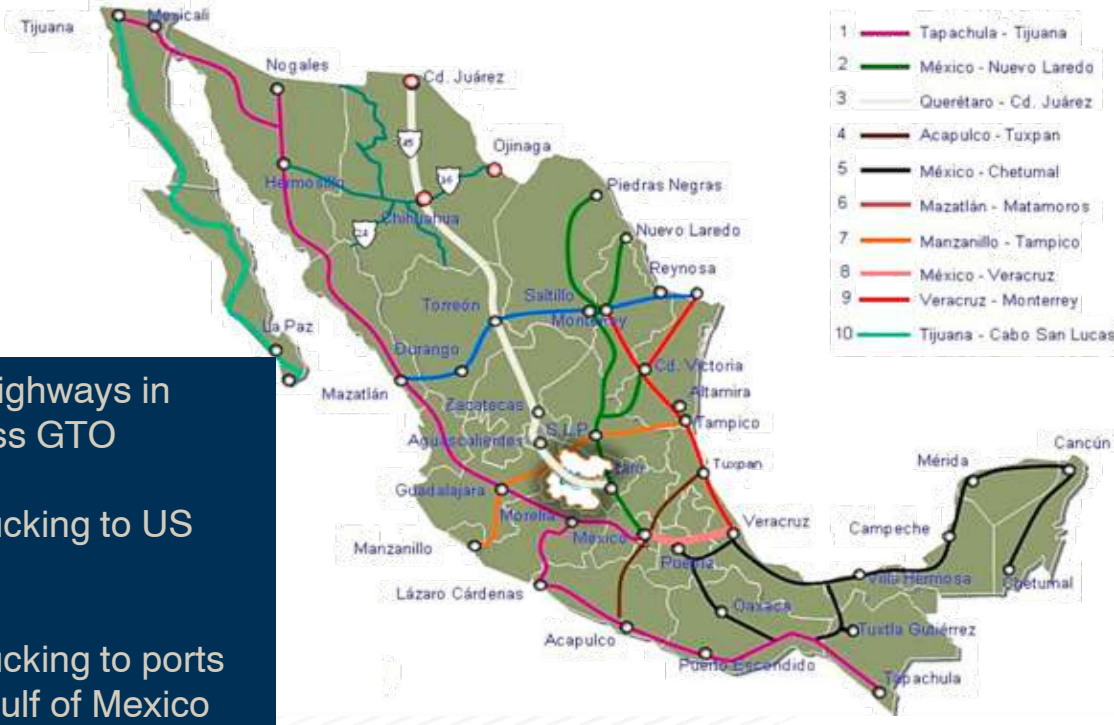 Tijuana
Mexicali
Nogales
Cd. Juárez
45
Ojinaga
16
Hermosillo
Chihuahua
24
Piedras Negras
Nuevo Laredo
Reynosa
Saltillo
Monterrey
Torreón
La Paz
Durango
Mazatlán
Cd. Victoria
Altamira
Tampico
Zacatecas
S.L.P.
Aguascalientes
Tuxpan
Guadalajara
Morelia
México
Veracruz
Manzanillo
Puebla
Lázaro Cárdenas
Acapulco
Oaxaca
Puerto Escondido
Tuxtla Gutiérrez
Tapachula
Villa Hermosa
Campeche
Mérida
Cancún
Chetumal
1 Tapachula - Tijuana
2 México - Nuevo Laredo
3 Querétaro - Cd. Juárez
4 Acapulco - Tuxpan
5 México - Chetumal
6 Mazatlán - Matamoros
7 Manzanillo - Tampico
8 México - Veracruz
9 Veracruz - Monterrey
10 Tijuana - Cabo San Lucas
ighways in
ss GTO
ucking to US
ucking to ports
ulf of Mexico